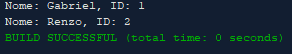 Nome: Gabriel, ID: 1
Nome: Renzo, ID: 2
BUILD SUCCESSFUL (total time: 0 seconds)